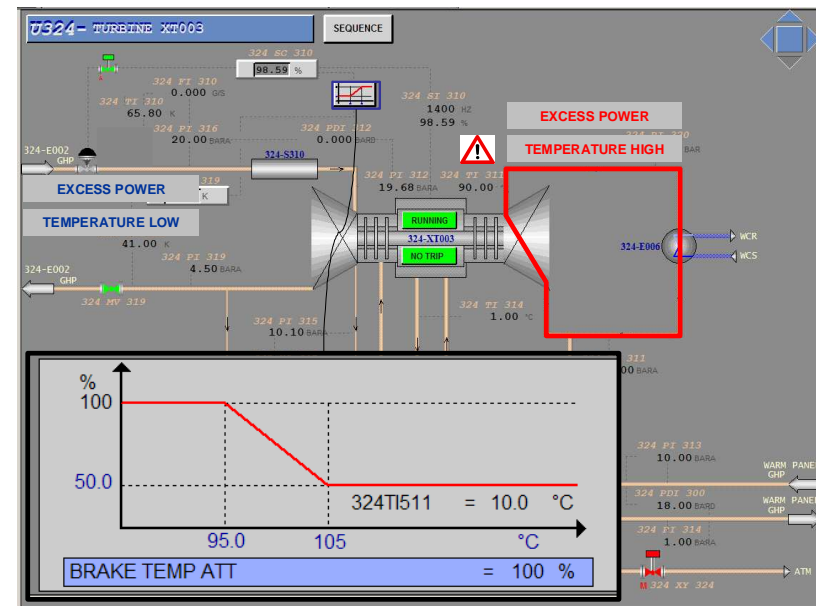 U324- TURBINE XT003
SEQUENCE
324 SC 310
98.59 %
324 FI 310
0.000 G/S
324 TI 310
65.80 K
324 SI 310
1400 HZ
98.59 %
EXCESS POWER
TEMPERATURE HIGH
BAR
324 PI 316
20.00 BARA
324 PDI 312
0.000 BARD
324-E002
GHP
324-S310
324 PI 312
19.68 BARA
324 TI 311
90.00
EXCESS POWER
319
K
TEMPERATURE LOW
RUNNING
324-XT003
NO TRIP
324-E006
WCR
WCS
41.00 K
324 PI 319
4.50 BARA
324-E002
GHP
324 MV 319
324 TI 314
1.00 °C
324 PI 315
10.10 BARA
311
00 BARA
%
100
50.0
324TI511 = 10.0 °C
95.0
105
°C
BRAKE TEMP ATT = 100 %
324 PI 313
10.00 BARA
WARM PANE
GHP
324 PDI 300
18.00 BARD
WARM PANE
GHP
324 PI 314
1.00 BARA
ATM
M 324 XY 324